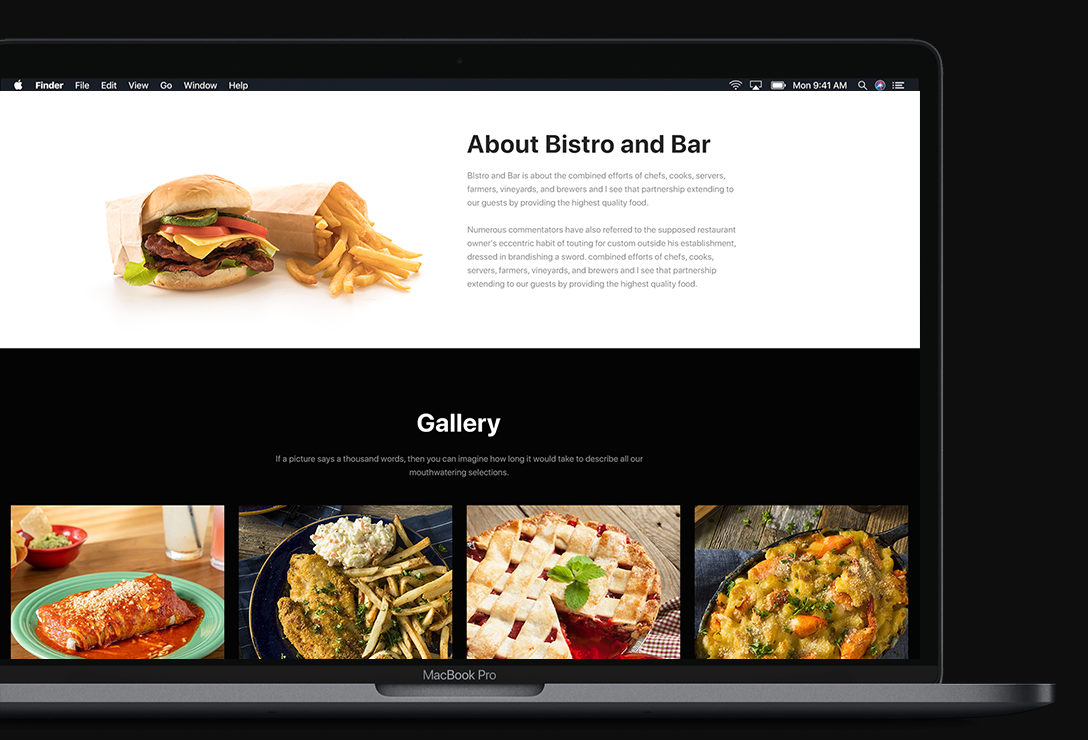 Finder File Edit View Go Window Help Mon 9:41 AM
About Bistro and Bar
BIstro and Bar is about the combined efforts of chefs, cooks, servers,
farmers, vineyards, and brewers and I see that partnership extending to
our guests by providing the highest quality food.
Numerous commentators have also referred to the supposed restaurant
owner's eccentric habit of touting for custom outside his establishment,
dressed in brandishing a sword. combined efforts of chefs, cooks,
servers, farmers, vineyards, and brewers and I see that partnership
extending to our guests by providing the highest quality food.
Gallery
If a picture says a thousand words, then you can imagine how long it would take to describe all our
mouthwatering selections.
MacBook Pro